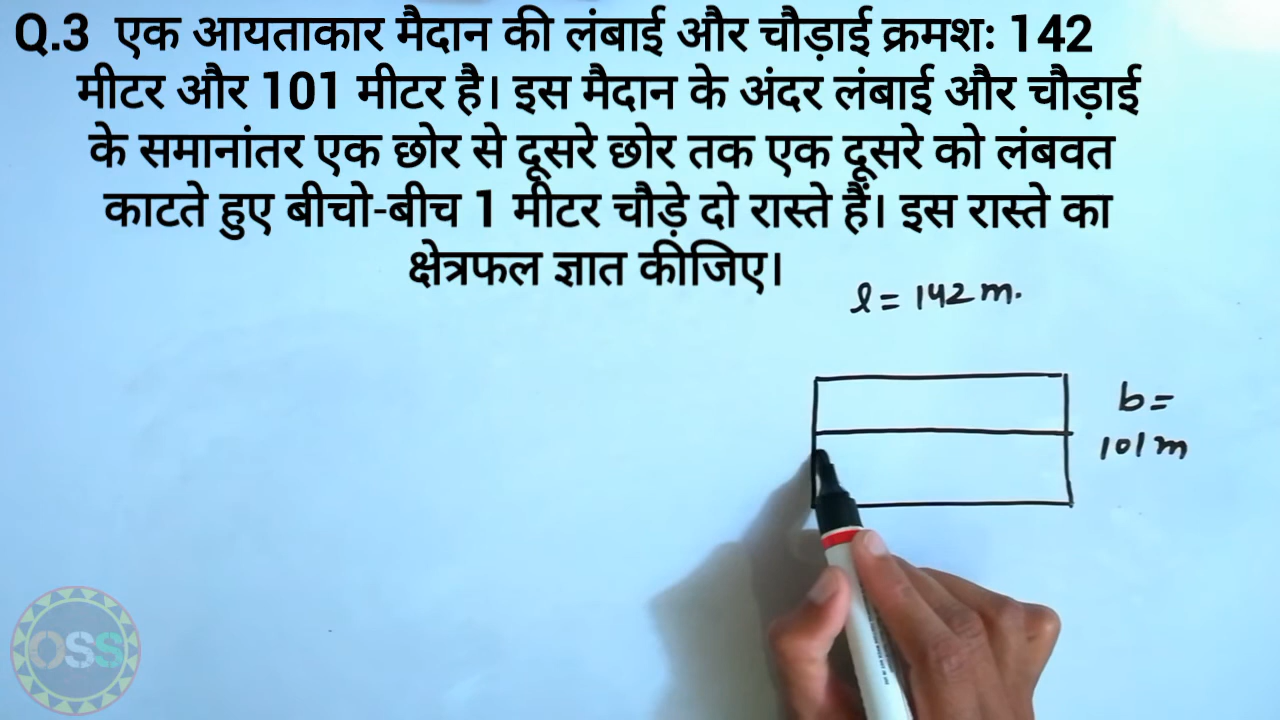 Q.3 एक आयताकार मैदान की लंबाई और चौड़ाई क्रमशः 142
मीटर और 101 मीटर है। इस मैदान के अंदर लंबाई और चौड़ाई
के समानांतर एक छोर से दूसरे छोर तक एक दूसरे को लंबवत
काटते हुए बीचो-बीच 1 मीटर चौड़े दो रास्ते हैं। इस रास्ते का
क्षेत्रफल ज्ञात कीजिए।
l = 142 m.
b =
101 m
OSS